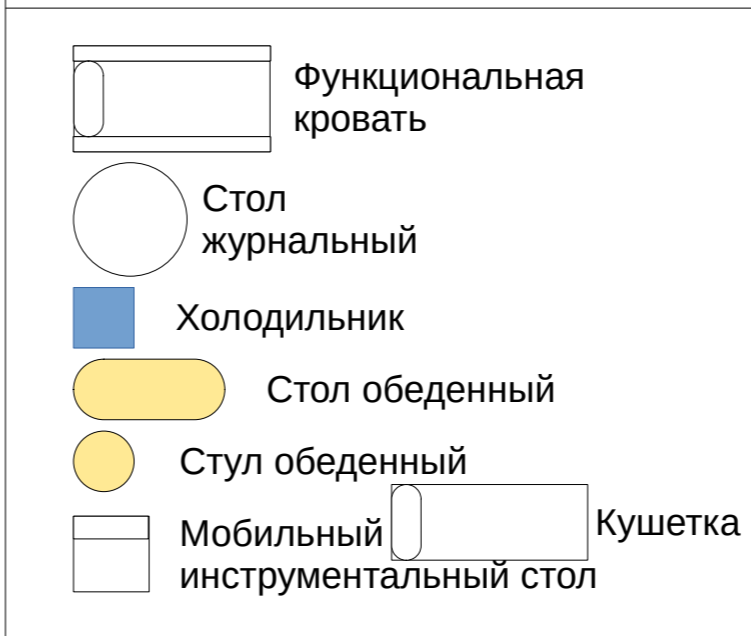 Функциональная
кровать
Стол
журнальный
Холодильник
Стол обеденный
Стул обеденный
Мобильный
инструментальный стол
Кушетка